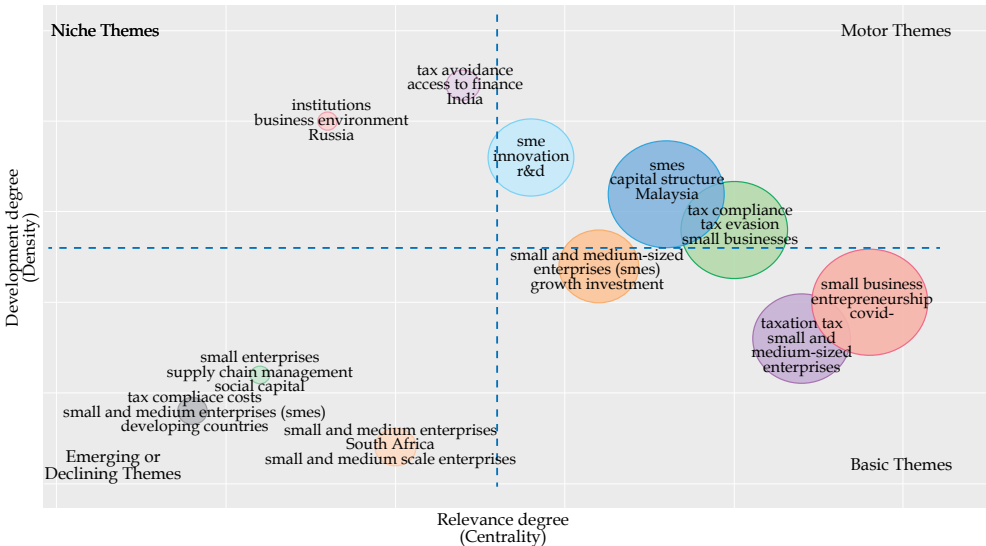 Niche Themes
Motor Themes
tax avoidance
access to finance
India
institutions
business environment
Russia
sme
innovation
r&d
smes
capital structure
Malaysia
tax compliance
tax evasion
small businesses
small and medium-sized
enterprises (smes)
growth investment
small business
entrepreneurship
covid-
taxation tax
small and
medium-sized
enterprises
small enterprises
supply chain management
social capital
tax compliace costs
small and medium enterprises (smes)
developing countries
small and medium enterprises
South Africa
small and medium scale enterprises
Emerging or
Declining Themes
Basic Themes
Development degree
(Density)
Relevance degree
(Centrality)